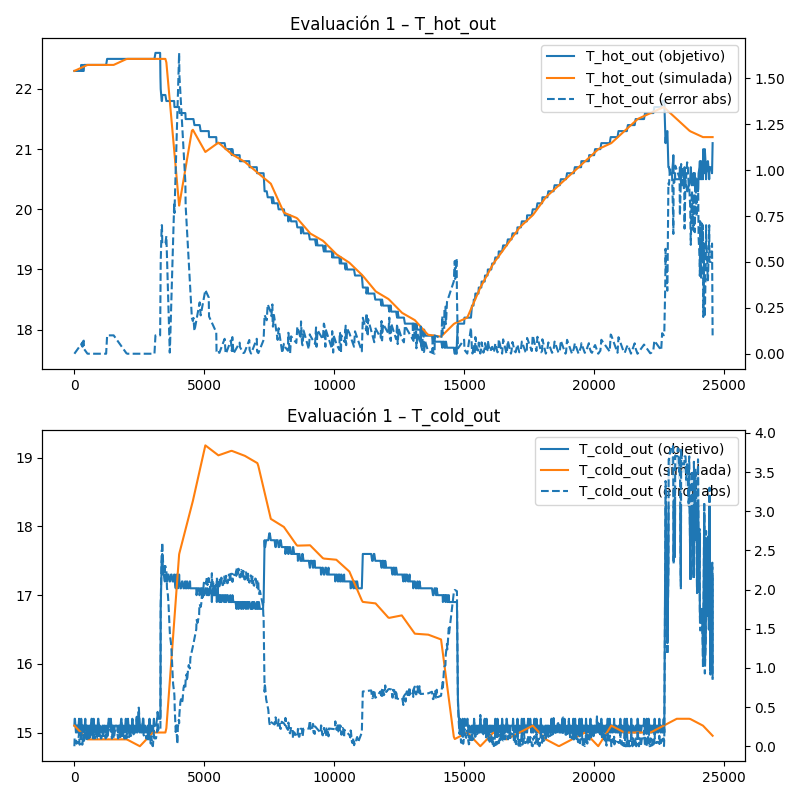 Evaluación 1 – T_hot_out
T_hot_out (objetivo)
T_hot_out (simulada)
T_hot_out (error abs)
22
21
20
19
18
1.50
1.25
1.00
0.75
0.50
0.25
0.00
0 5000 10000 15000 20000 25000
Evaluación 1 – T_cold_out
T_cold_out (objetivo)
T_cold_out (simulada)
T_cold_out (error abs)
19
18
17
16
15
4.0
3.5
3.0
2.5
2.0
1.5
1.0
0.5
0.0
0 5000 10000 15000 20000 25000